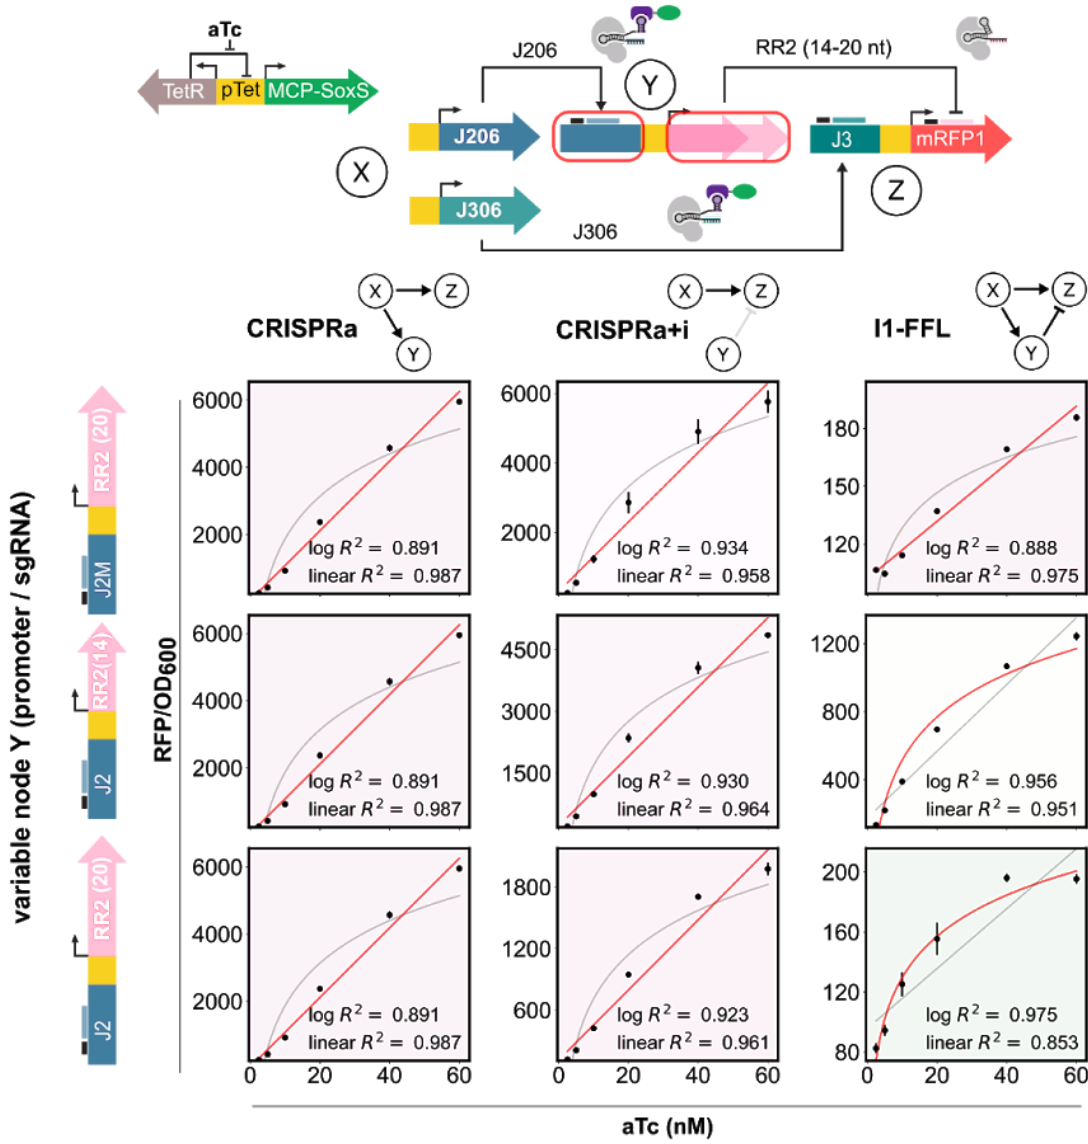 aTc
TetR
pTet
MCP-SoxS
J206
Y
RR2 (14-20 nt)
J206
J3
mRFP1
X
J306
Z
J306
CRISPRa
X
Z
Y
CRISPRa+i
X
Z
Y
I1-FFL
X
Z
Y
variable node Y (promoter / sgRNA)
RR2 (20)
J2M
RR2(14)
J2
RR2 (20)
J2
RFP/OD600
6000
4000
2000
log R² = 0.891
linear R² = 0.987
6000
4000
2000
log R² = 0.934
linear R² = 0.958
180
150
120
log R² = 0.888
linear R² = 0.975
6000
4000
2000
log R² = 0.891
linear R² = 0.987
4500
3000
1500
log R² = 0.930
linear R² = 0.964
1200
800
400
log R² = 0.956
linear R² = 0.951
6000
4000
2000
log R² = 0.891
linear R² = 0.987
0 20 40 60
1800
1200
600
log R² = 0.923
linear R² = 0.961
0 20 40 60
200
160
120
80
log R² = 0.975
linear R² = 0.853
0 20 40 60
aTc (nM)